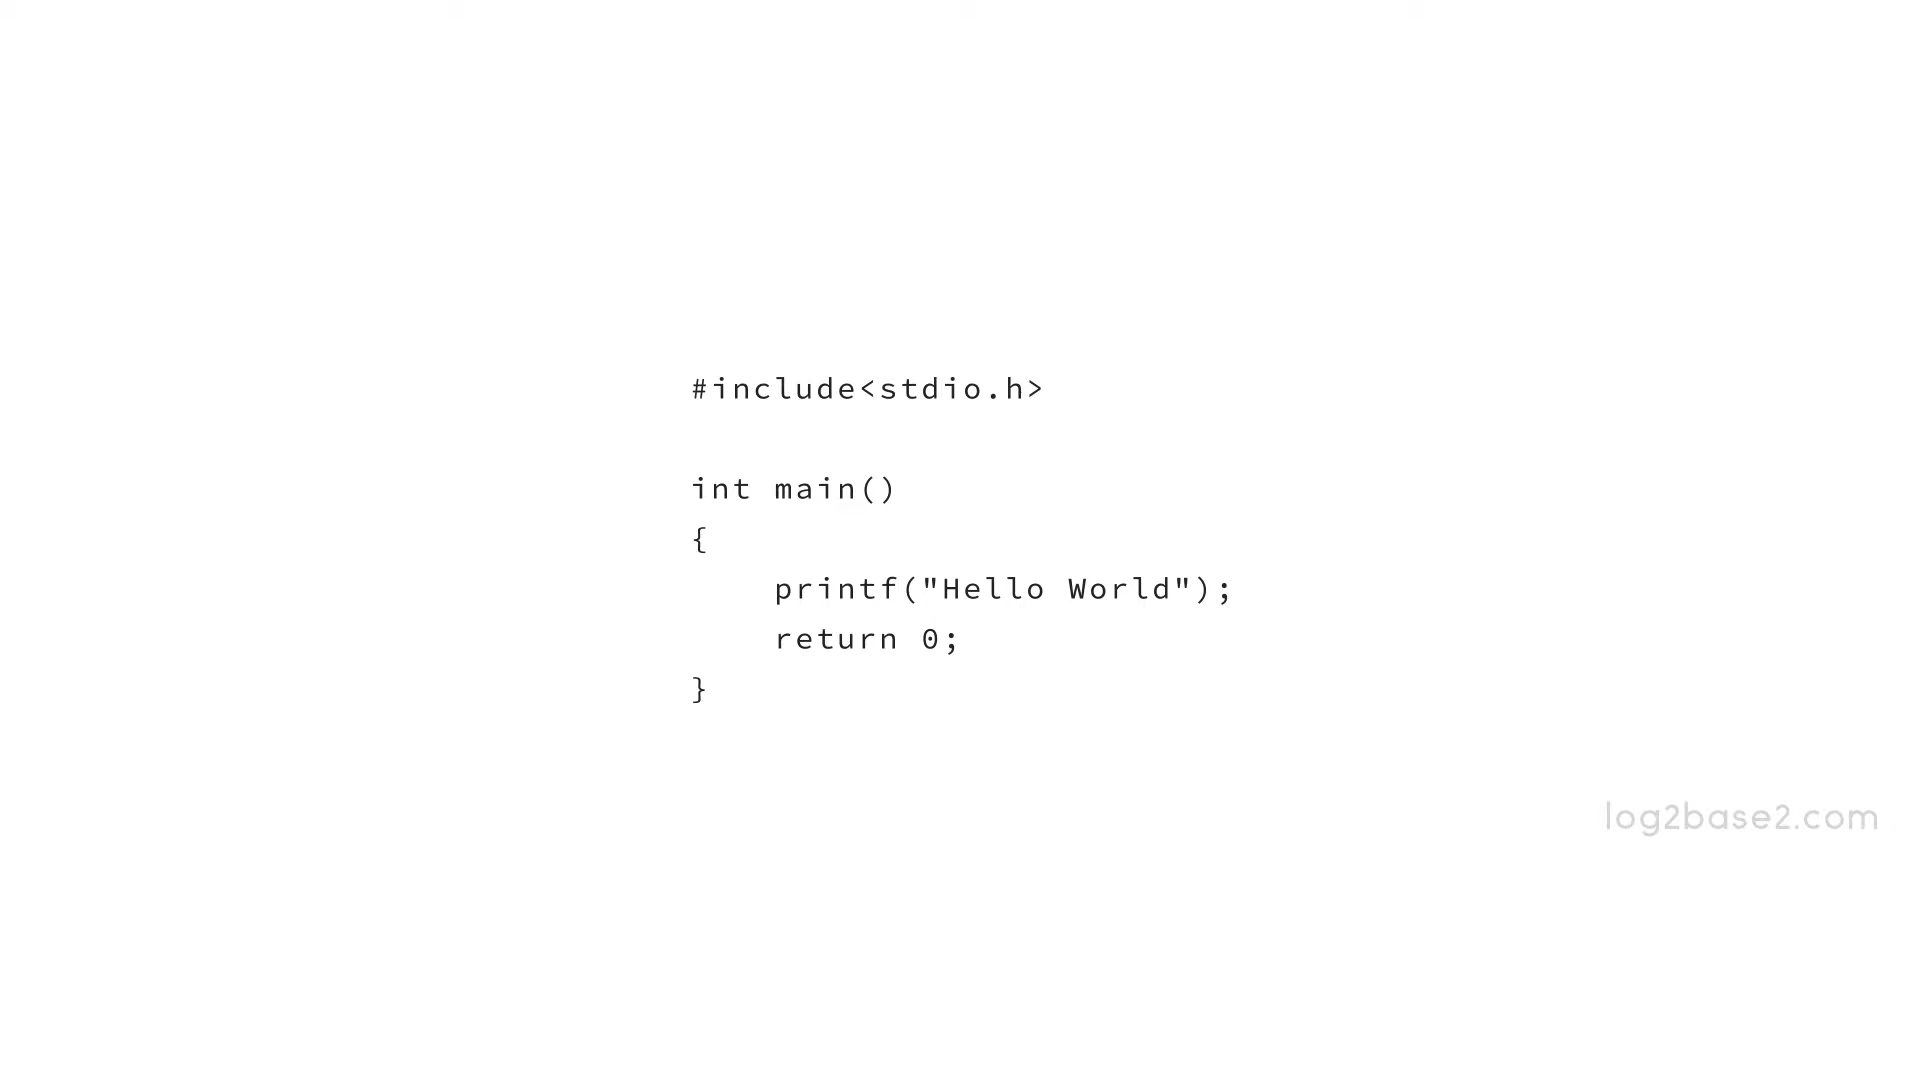 #include<stdio.h>
int main()
{
printf("Hello World");
return 0;
}
log2base2.com